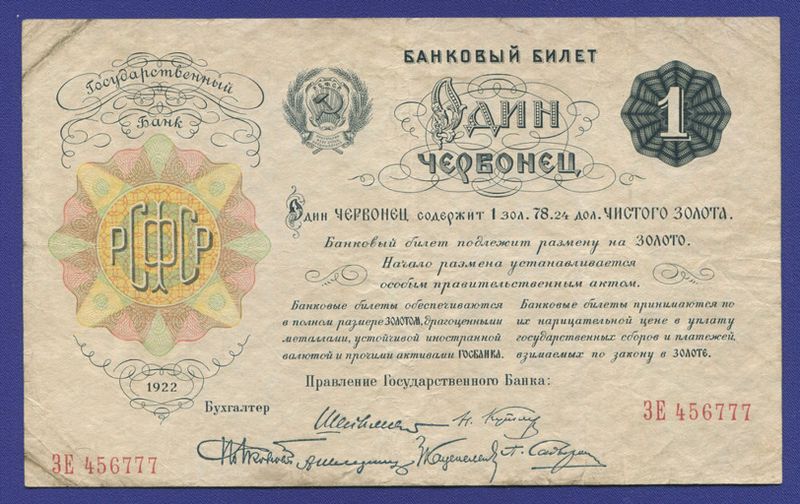 Государственный
Банк
РСФСР
1922
БАНКОВЫЙ БИЛЕТ
Один
ЧЕРВОНЕЦ
1
Один ЧЕРВОНЕЦ содержит 1 зол. 78.24 дол. ЧИСТОГО ЗОЛОТА.
Банковый билет подлежит размену на ЗОЛОТО.
Начало размена устанавливается
особым правительственным актом.
Банковые билеты обеспечиваются
в полном размере ЗОЛОТОМ, драгоценными
металлами, устойчивой иностранной
валютой и прочими активами ГОСБАНКА.
Банковые билеты принимаются по
их нарицательной цене в уплату
государственных сборов и платежей,
взимаемых по закону в ЗОЛОТЕ.
Правление Государственного Банка:
Бухгалтер
ЗЕ 456777
ЗЕ 456777